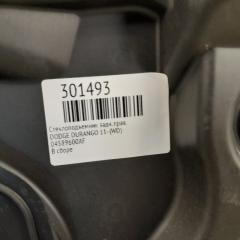 301493
Стеклоподъемник задн.прав.
DODGE DURANGO 11-(WD)
04589600AF
В сборе